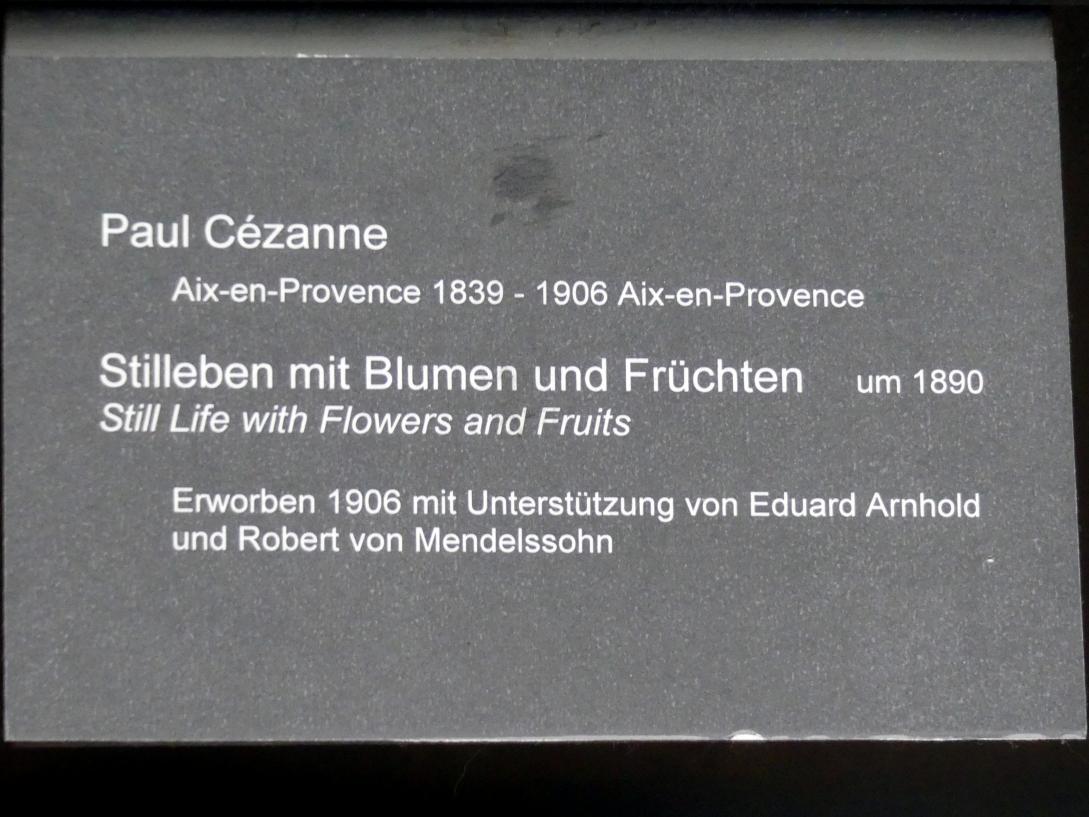 Paul Cézanne
Aix-en-Provence 1839 - 1906 Aix-en-Provence
Stilleben mit Blumen und Früchten um 1890
Still Life with Flowers and Fruits
Erworben 1906 mit Unterstützung von Eduard Arnhold
und Robert von Mendelssohn